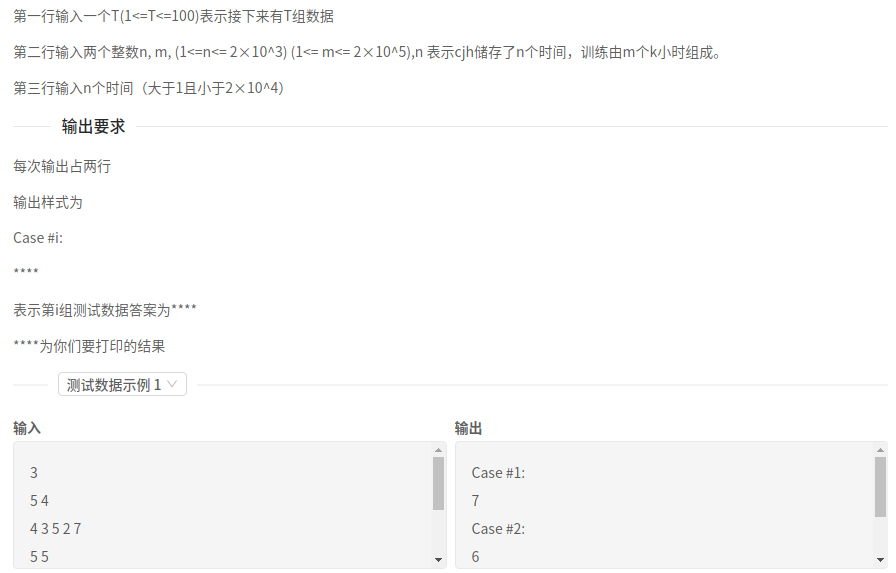 第一行输入一个T(1<=T<=100)表示接下来有T组数据
第二行输入两个整数n, m, (1<=n<= 2×10^3) (1<= m<= 2×10^5),n 表示cjh储存了n个时间，训练由m个k小时组成。
第三行输入n个时间（大于1且小于2×10^4）
输出要求
每次输出占两行
输出样式为
Case #i:
****
表示第i组测试数据答案为****
****为你们要打印的结果
测试数据示例 1
输入
3
5 4
4 3 5 2 7
5 5
输出
Case #1:
7
Case #2:
6